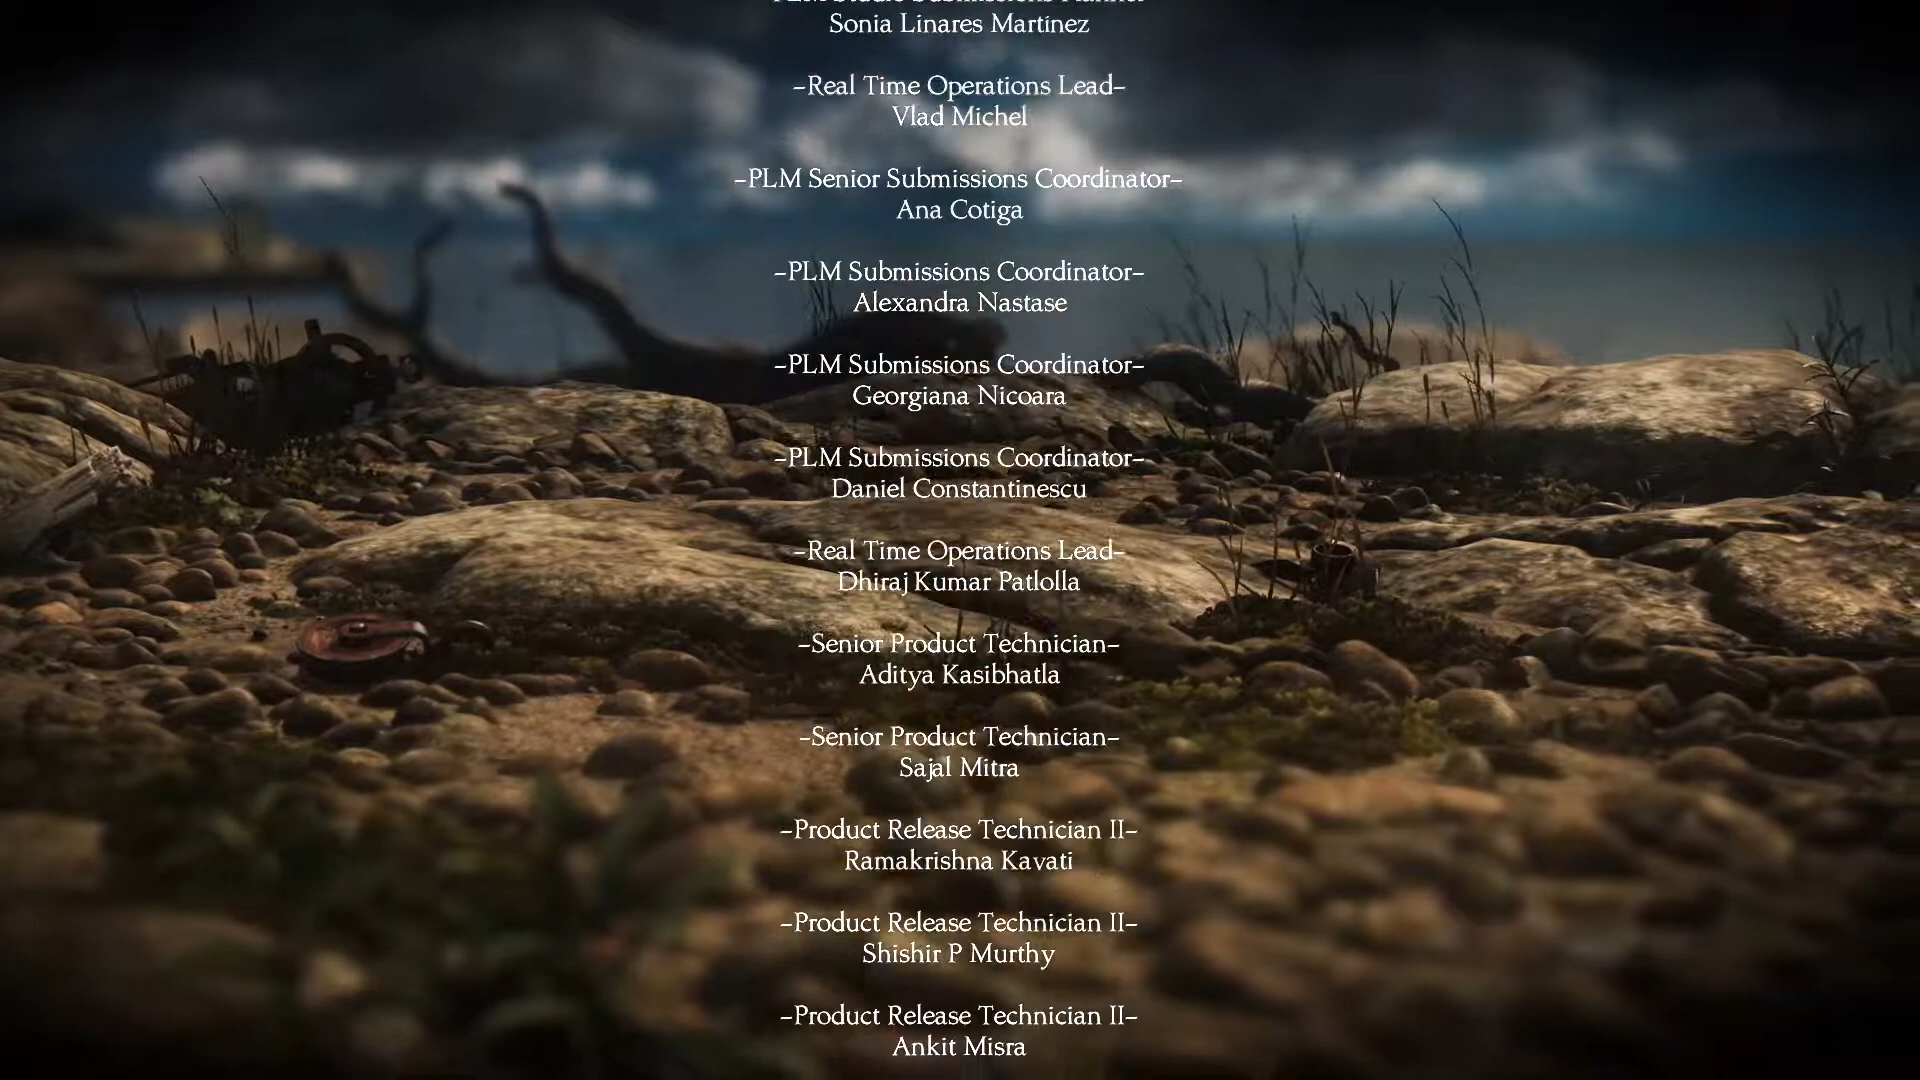 Sonia Linares Martinez
-Real Time Operations Lead-
Vlad Michel
-PLM Senior Submissions Coordinator-
Ana Cotiga
-PLM Submissions Coordinator-
Alexandra Nastase
-PLM Submissions Coordinator-
Georgiana Nicoara
-PLM Submissions Coordinator-
Daniel Constantinescu
-Real Time Operations Lead-
Dhiraj Kumar Patlolla
-Senior Product Technician-
Aditya Kasibhatla
-Senior Product Technician-
Sajal Mitra
-Product Release Technician II-
Ramakrishna Kavati
-Product Release Technician II-
Shishir P Murthy
-Product Release Technician II-
Ankit Misra